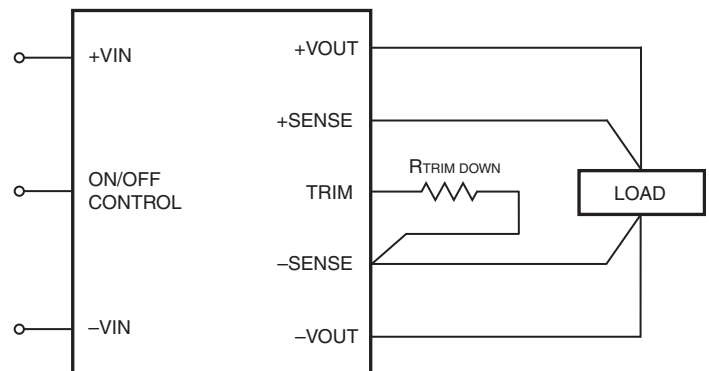 +VIN
ON/OFF
CONTROL
–VIN
+VOUT
+SENSE
TRIM
–SENSE
–VOUT
RTRIM DOWN
LOAD